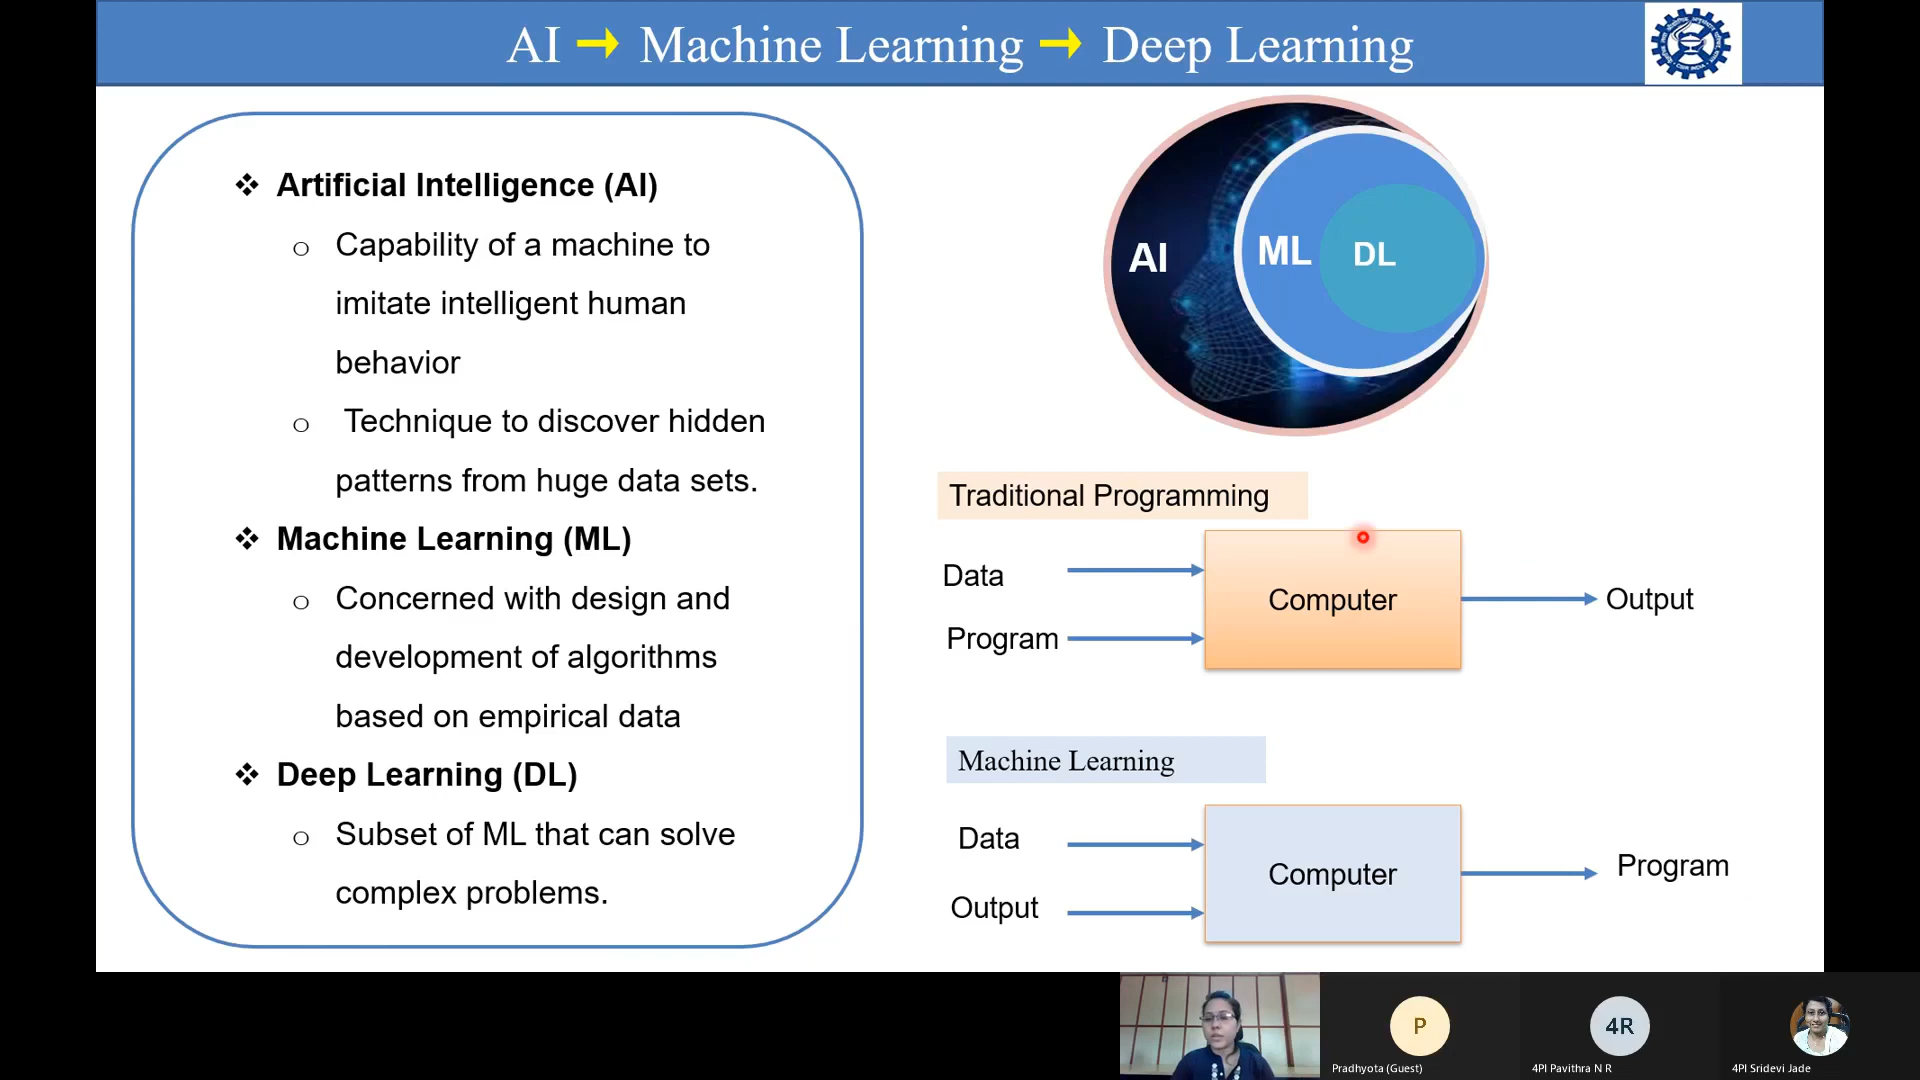 AI → Machine Learning → Deep Learning
❖ Artificial Intelligence (AI)
o Capability of a machine to
imitate intelligent human
behavior
o Technique to discover hidden
patterns from huge data sets.
❖ Machine Learning (ML)
o Concerned with design and
development of algorithms
based on empirical data
❖ Deep Learning (DL)
o Subset of ML that can solve
complex problems.
AI
ML
DL
Traditional Programming
Data
Program
Computer
Output
Machine Learning
Data
Output
Computer
Program
P
Pradhyota (Guest)
4R
4PI Pavithra N R
4PI Sridevi Jade